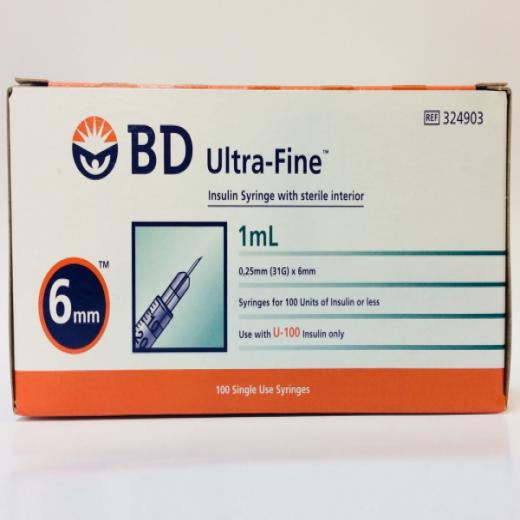 REF 324903
BD Ultra-Fine™
Insulin Syringe with sterile interior
1mL
0,25mm (31G) x 6mm
Syringes for 100 Units of Insulin or less
Use with U-100 Insulin only
6mm™
100 Single Use Syringes